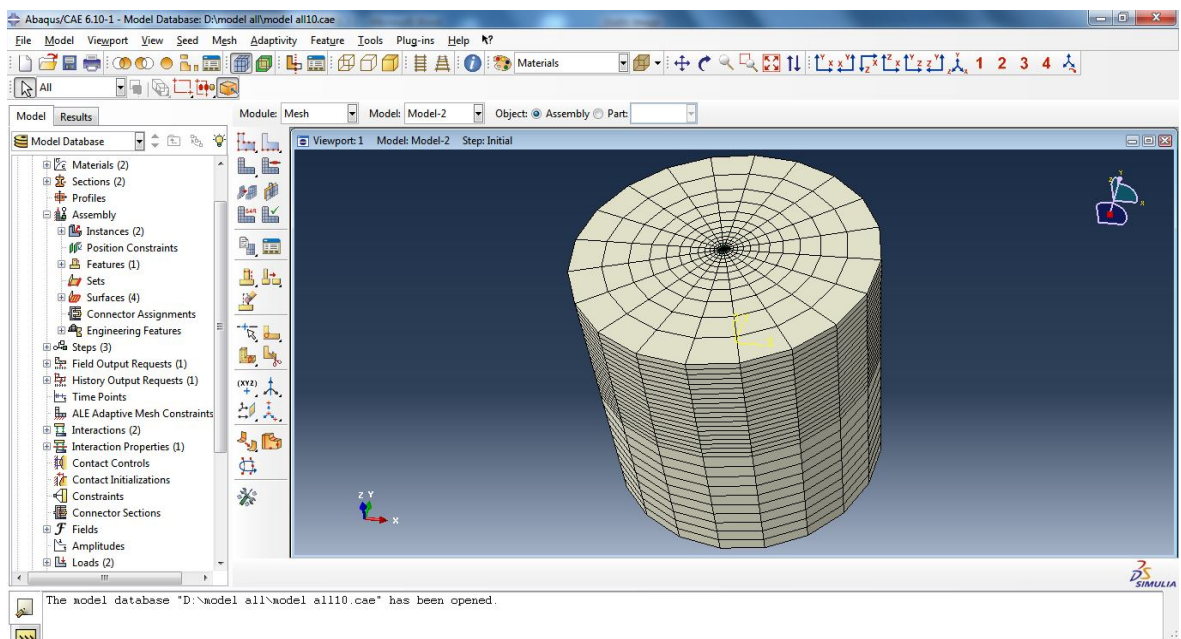 Abaqus/CAE 6.10-1 - Model Database: D:\model all\model all10.cae
File Model Viewport View Seed Mesh Adaptivity Feature Tools Plug-ins Help
Materials
1 2 3 4
All
Model Results
Module: Mesh Model: Model-2 Object: Assembly Part:
Model Database
Viewport: 1 Model: Model-2 Step: Initial
Materials (2)
Sections (2)
Profiles
Assembly
Instances (2)
Position Constraints
Features (1)
Sets
Surfaces (4)
Connector Assignments
Engineering Features
Steps (3)
Field Output Requests (1)
History Output Requests (1)
Time Points
ALE Adaptive Mesh Constraints
Interactions (2)
Interaction Properties (1)
Contact Controls
Contact Initializations
Constraints
Connector Sections
Fields
Amplitudes
Loads (2)
(XYZ)
Z Y
X
SIMULIA
The model database "D:\model all\model all10.cae" has been opened.